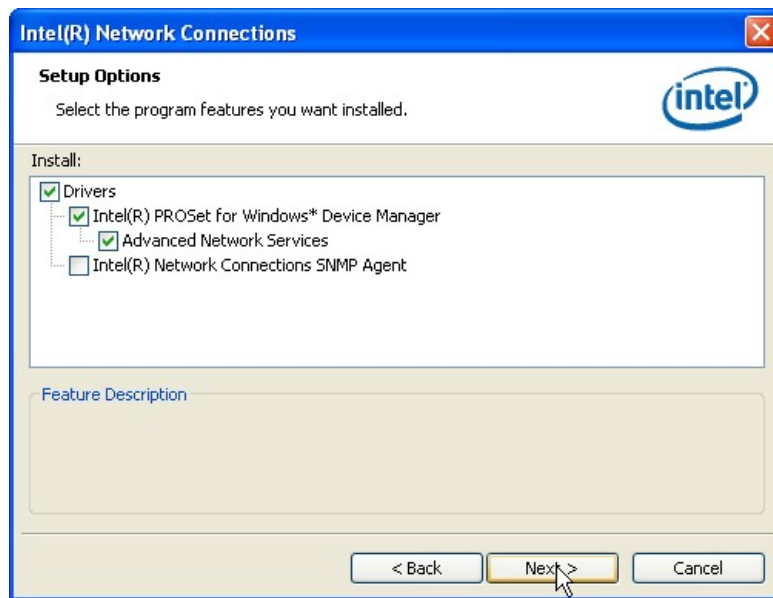 Intel(R) Network Connections
Setup Options
Select the program features you want installed.
intel
Install:
Drivers
Intel(R) PROSet for Windows* Device Manager
Advanced Network Services
Intel(R) Network Connections SNMP Agent
Feature Description
< Back Next > Cancel